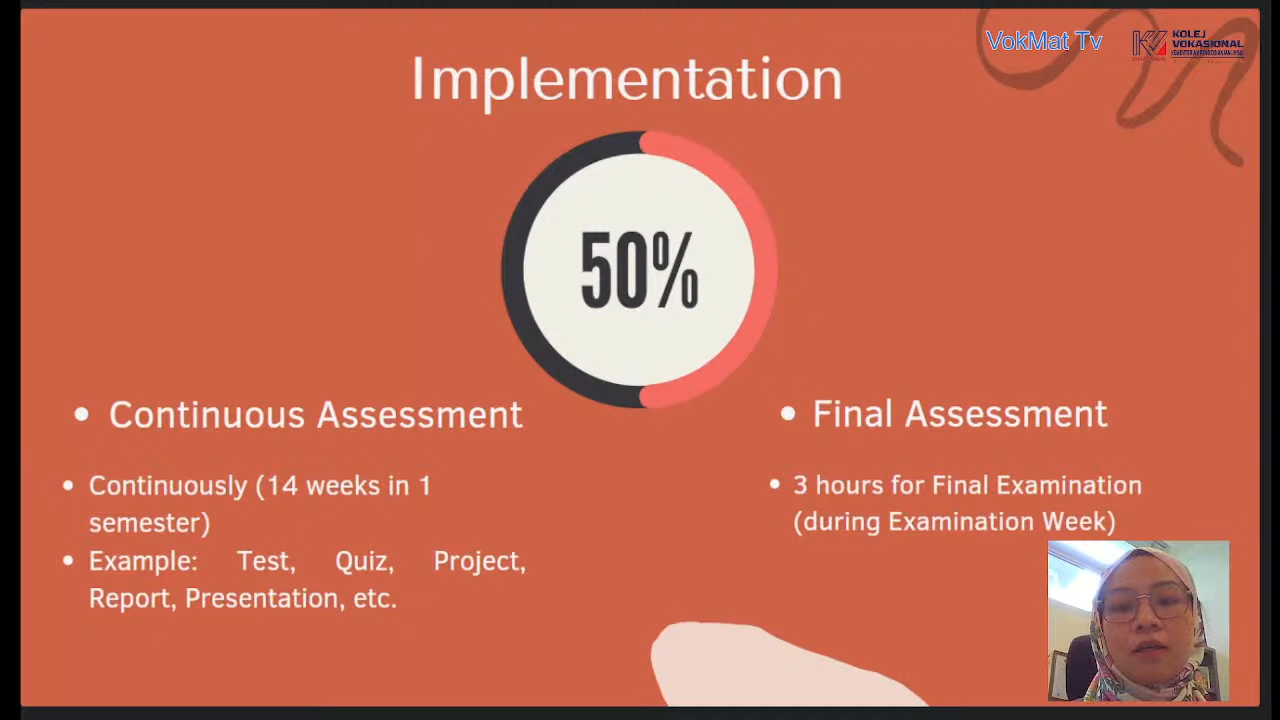 VokMat Tv
KOLEJ
VOKASIONAL
Implementation
50%
• Continuous Assessment
• Continuously (14 weeks in 1
semester)
• Example: Test, Quiz, Project,
Report, Presentation, etc.
• Final Assessment
• 3 hours for Final Examination
(during Examination Week)